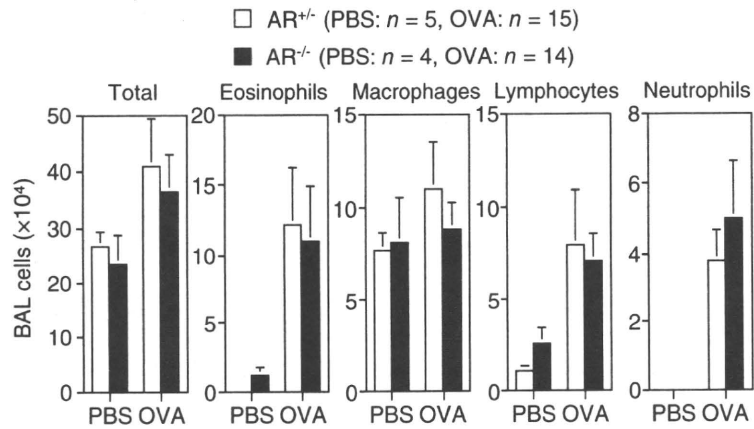 AR+/- (PBS: n = 5, OVA: n = 15)
AR-/- (PBS: n = 4, OVA: n = 14)
Total Eosinophils Macrophages Lymphocytes Neutrophils
BAL cells (×10⁴)
50 40 30 20 10 0
20 15 10 5 0
15 10 5 0
15 10 5 0
8 6 4 2 0
PBS OVA PBS OVA PBS OVA PBS OVA PBS OVA